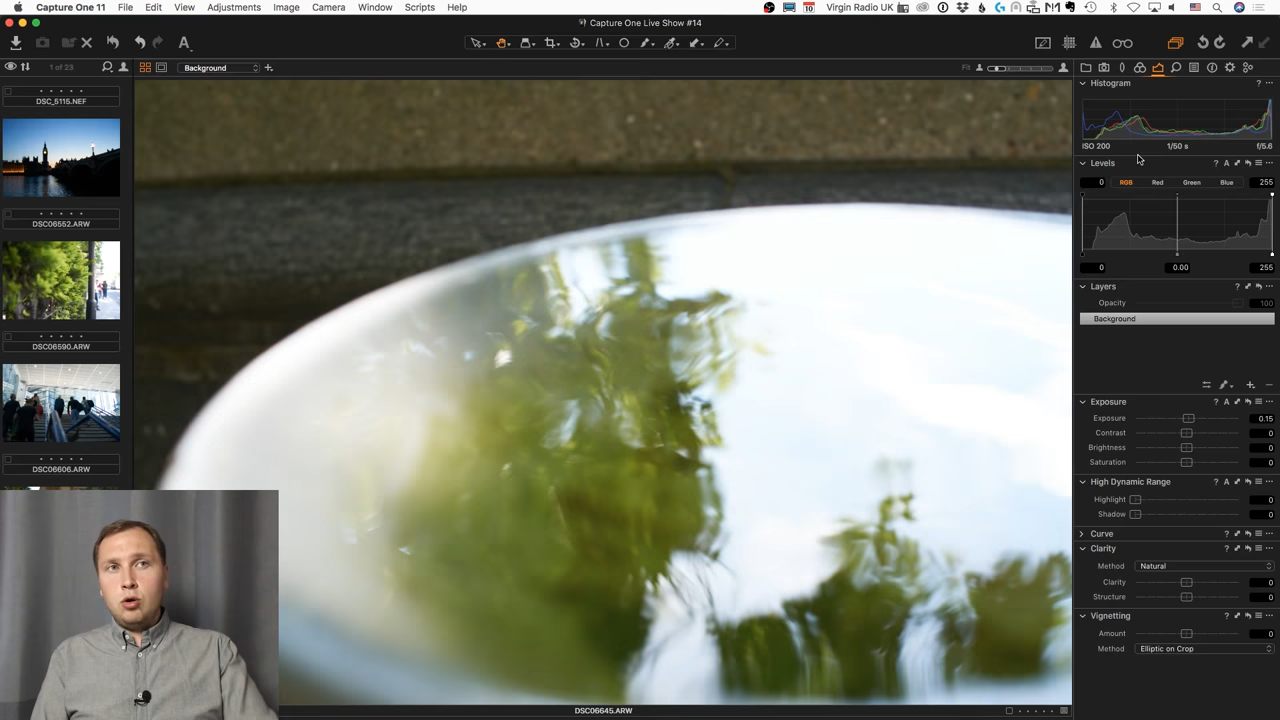 Capture One 11 File Edit View Adjustments Image Camera Window Scripts Help Virgin Radio UK 10
Capture One Live Show #14
1 of 23 Background Fit
DSC_5115.NEF
DSC06552.ARW
DSC06590.ARW
DSC06606.ARW
DSC06645.ARW
Histogram
ISO 200 1/50 s f/5.6
Levels
0 RGB Red Green Blue 255
0 0.00 255
Layers
Opacity 100
Background
Exposure
Exposure 0.15
Contrast 0
Brightness 0
Saturation 0
High Dynamic Range
Highlight 0
Shadow 0
Curve
Clarity
Method Natural
Clarity 0
Structure 0
Vignetting
Amount 0
Method Elliptic on Crop